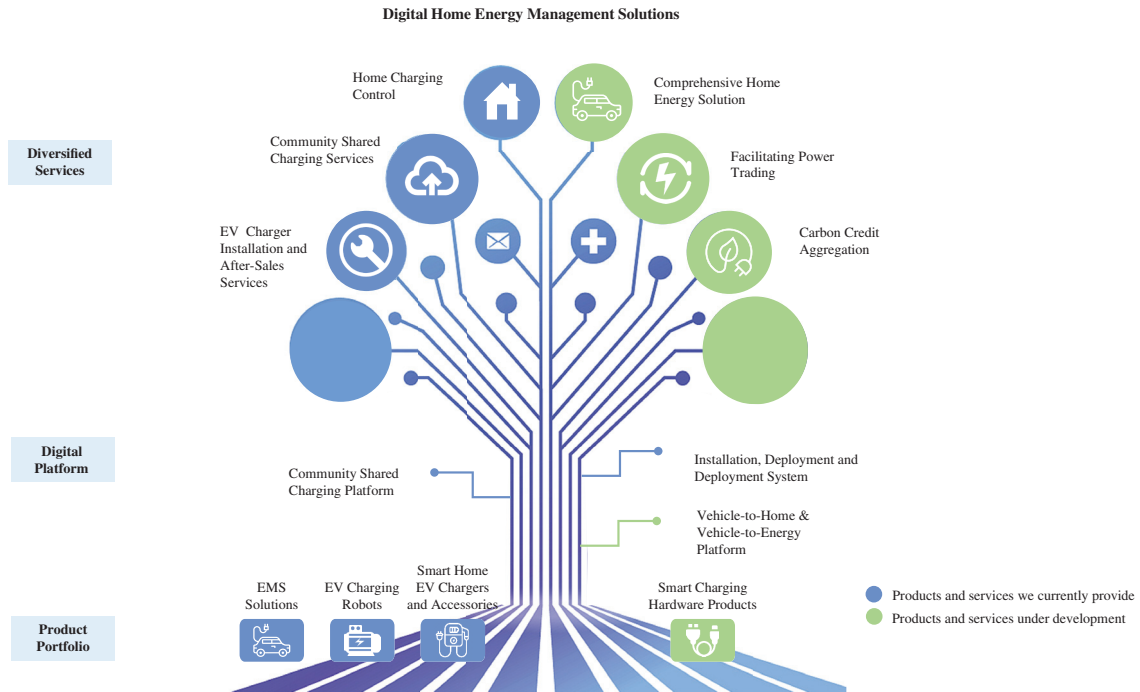 Digital Home Energy Management Solutions
Home Charging
Control
Comprehensive Home
Energy Solution
Diversified
Services
Community Shared
Charging Services
Facilitating Power
Trading
EV Charger
Installation and
After-Sales
Services
Carbon Credit
Aggregation
Digital
Platform
Community Shared
Charging Platform
Installation, Deployment and
Deployment System
Vehicle-to-Home &
Vehicle-to-Energy
Platform
Product
Portfolio
EMS
Solutions
EV Charging
Robots
Smart Home
EV Chargers
and Accessories
Smart Charging
Hardware Products
Products and services we currently provide
Products and services under development